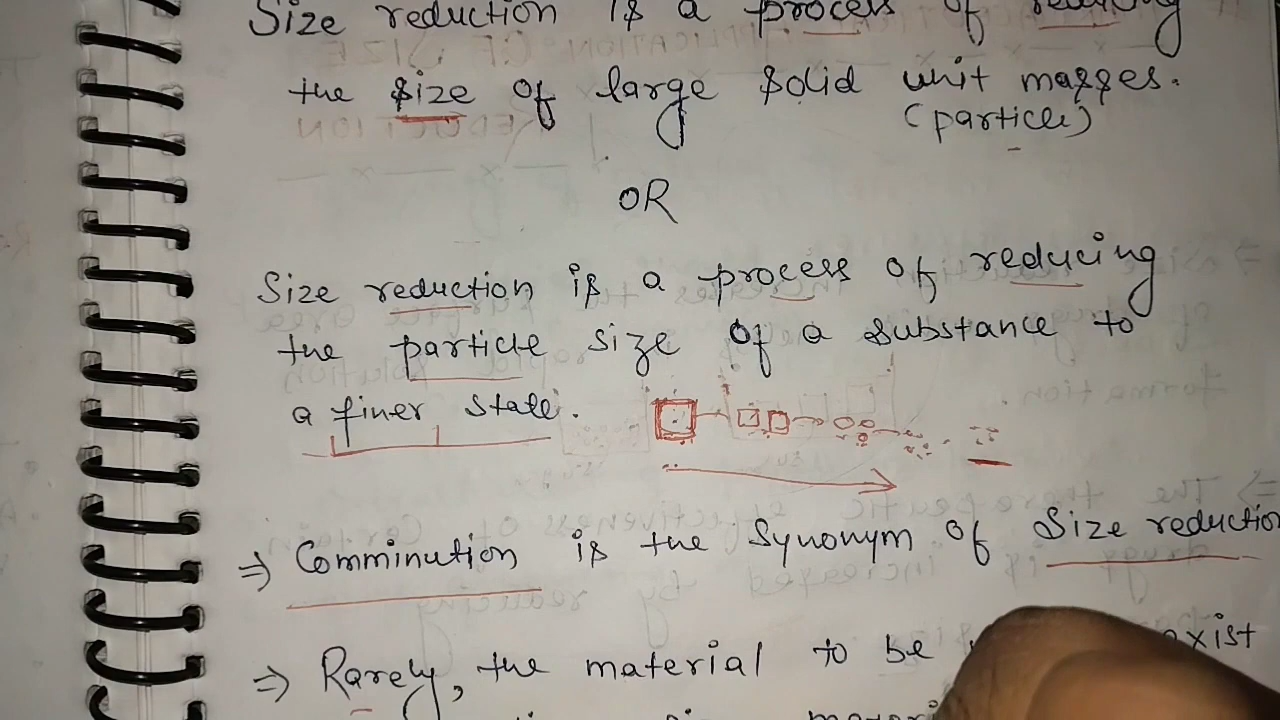 Size reduction is a process of reducing
the size of large solid unit masses.
(particle)
OR
Size reduction is a process of reducing
the particle size of a substance to
a finer state.
⇒ Comminution is the Synonym of Size reduction
⇒ Rarely, the material to be exist